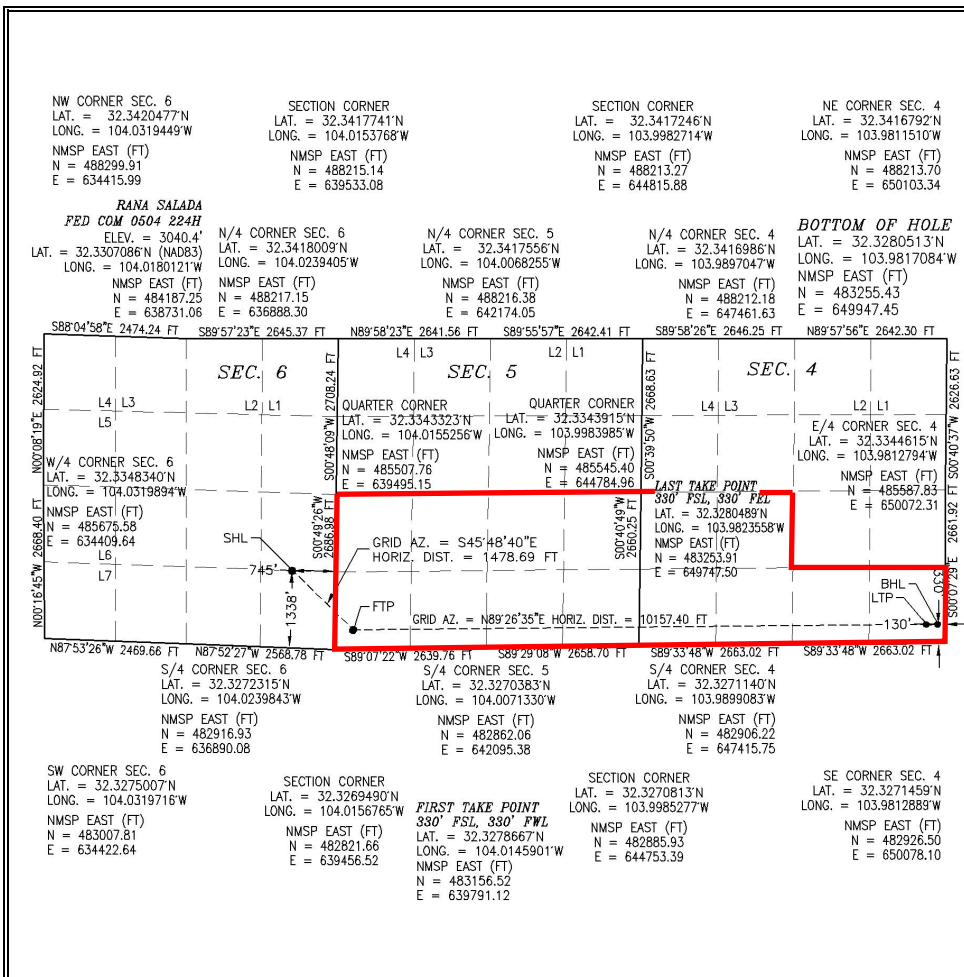 NW CORNER SEC. 6
LAT. = 32.3420477'N
LONG. = 104.0319449'W
NMSP EAST (FT)
N = 488299.91
E = 634415.99
SECTION CORNER
LAT. = 32.3417741'N
LONG. = 104.0153768'W
NMSP EAST (FT)
N = 488215.14
E = 639533.08
SECTION CORNER
LAT. = 32.3417246'N
LONG. = 103.9982714'W
NMSP EAST (FT)
N = 488213.27
E = 644815.88
NE CORNER SEC. 4
LAT. = 32.3416792'N
LONG. = 103.9811510'W
NMSP EAST (FT)
N = 488213.70
E = 650103.34
RANA SALADA
FED COM 0504 224H
ELEV. = 3040.4'
LAT. = 32.3307086'N (NAD83)
LONG. = 104.0180121'W
NMSP EAST (FT)
N = 484187.25
E = 638731.06
N/4 CORNER SEC. 6
LAT. = 32.3418009'N
LONG. = 104.0239405'W
NMSP EAST (FT)
N = 488217.15
E = 636888.30
N/4 CORNER SEC. 5
LAT. = 32.3417556'N
LONG. = 104.0068255'W
NMSP EAST (FT)
N = 488216.38
E = 642174.05
N/4 CORNER SEC. 4
LAT. = 32.3416986'N
LONG. = 103.9897047'W
NMSP EAST (FT)
N = 488212.18
E = 647461.63
BOTTOM OF HOLE
LAT. = 32.3280513'N
LONG. = 103.9817084'W
NMSP EAST (FT)
N = 483255.43
E = 649947.45
S88'04'58"E 2474.24 FT
S89'57'23"E 2645.37 FT
N89'58'23"E 2641.56 FT
S89'55'57"E 2642.41 FT
S89'58'26"E 2646.25 FT
N89'57'56"E 2642.30 FT
N00'08'19"E 2624.92 FT
SEC. 6
S00'48'09"W 2708.24 FT
L4 L3
L2 L1
SEC. 5
S00'39'50"W 2668.63 FT
SEC. 4
S00'40'37"W 2626.63 FT
L4 L3
L5
L2 L1
L4 L3
L2 L1
QUARTER CORNER
LAT. = 32.3343323'N
LONG. = 104.0155256'W
NMSP EAST (FT)
N = 485507.76
E = 639495.15
QUARTER CORNER
LAT. = 32.3343915'N
LONG. = 103.9983985'W
NMSP EAST (FT)
N = 485545.40
E = 644784.96
E/4 CORNER SEC. 4
LAT. = 32.3344615'N
LONG. = 103.9812794'W
NMSP EAST (FT)
N = 485587.83
E = 650072.31
W/4 CORNER SEC. 6
LAT. = 32.3348340'N
LONG. = 104.0319894'W
NMSP EAST (FT)
N = 485675.58
E = 634409.64
LAST TAKE POINT
330' FSL, 330' FEL
LAT. = 32.3280489'N
LONG. = 103.9823558'W
NMSP EAST (FT)
N = 483253.91
E = 649747.50
N00'16'45"W 2668.40 FT
S00'49'26"W 2686.98 FT
S00'40'49"W 2660.25 FT
S00'07'29"E 2661.92 FT
L6
L7
SHL
745'
1338'
GRID AZ. = S45'48'40"E
HORIZ. DIST. = 1478.69 FT
FTP
GRID AZ. = N89'26'35"E HORIZ. DIST. = 10157.40 FT
BHL
LTP
130'
330'
N87'53'26"W 2469.66 FT
N87'52'27"W 2568.78 FT
S89'07'22"W 2639.76 FT
S89'29'08"W 2658.70 FT
S89'33'48"W 2663.02 FT
S89'33'48"W 2663.02 FT
S/4 CORNER SEC. 6
LAT. = 32.3272315'N
LONG. = 104.0239843'W
NMSP EAST (FT)
N = 482916.93
E = 636890.08
S/4 CORNER SEC. 5
LAT. = 32.3270383'N
LONG. = 104.0071330'W
NMSP EAST (FT)
N = 482862.06
E = 642095.38
S/4 CORNER SEC. 4
LAT. = 32.3271140'N
LONG. = 103.9899083'W
NMSP EAST (FT)
N = 482906.22
E = 647415.75
SW CORNER SEC. 6
LAT. = 32.3275007'N
LONG. = 104.0319716'W
NMSP EAST (FT)
N = 483007.81
E = 634422.64
SECTION CORNER
LAT. = 32.3269490'N
LONG. = 104.0156765'W
NMSP EAST (FT)
N = 482821.66
E = 639456.52
FIRST TAKE POINT
330' FSL, 330' FWL
LAT. = 32.3278667'N
LONG. = 104.0145901'W
NMSP EAST (FT)
N = 483156.52
E = 639791.12
SECTION CORNER
LAT. = 32.3270813'N
LONG. = 103.9985277'W
NMSP EAST (FT)
N = 482885.93
E = 644753.39
SE CORNER SEC. 4
LAT. = 32.3271459'N
LONG. = 103.9812889'W
NMSP EAST (FT)
N = 482926.50
E = 650078.10